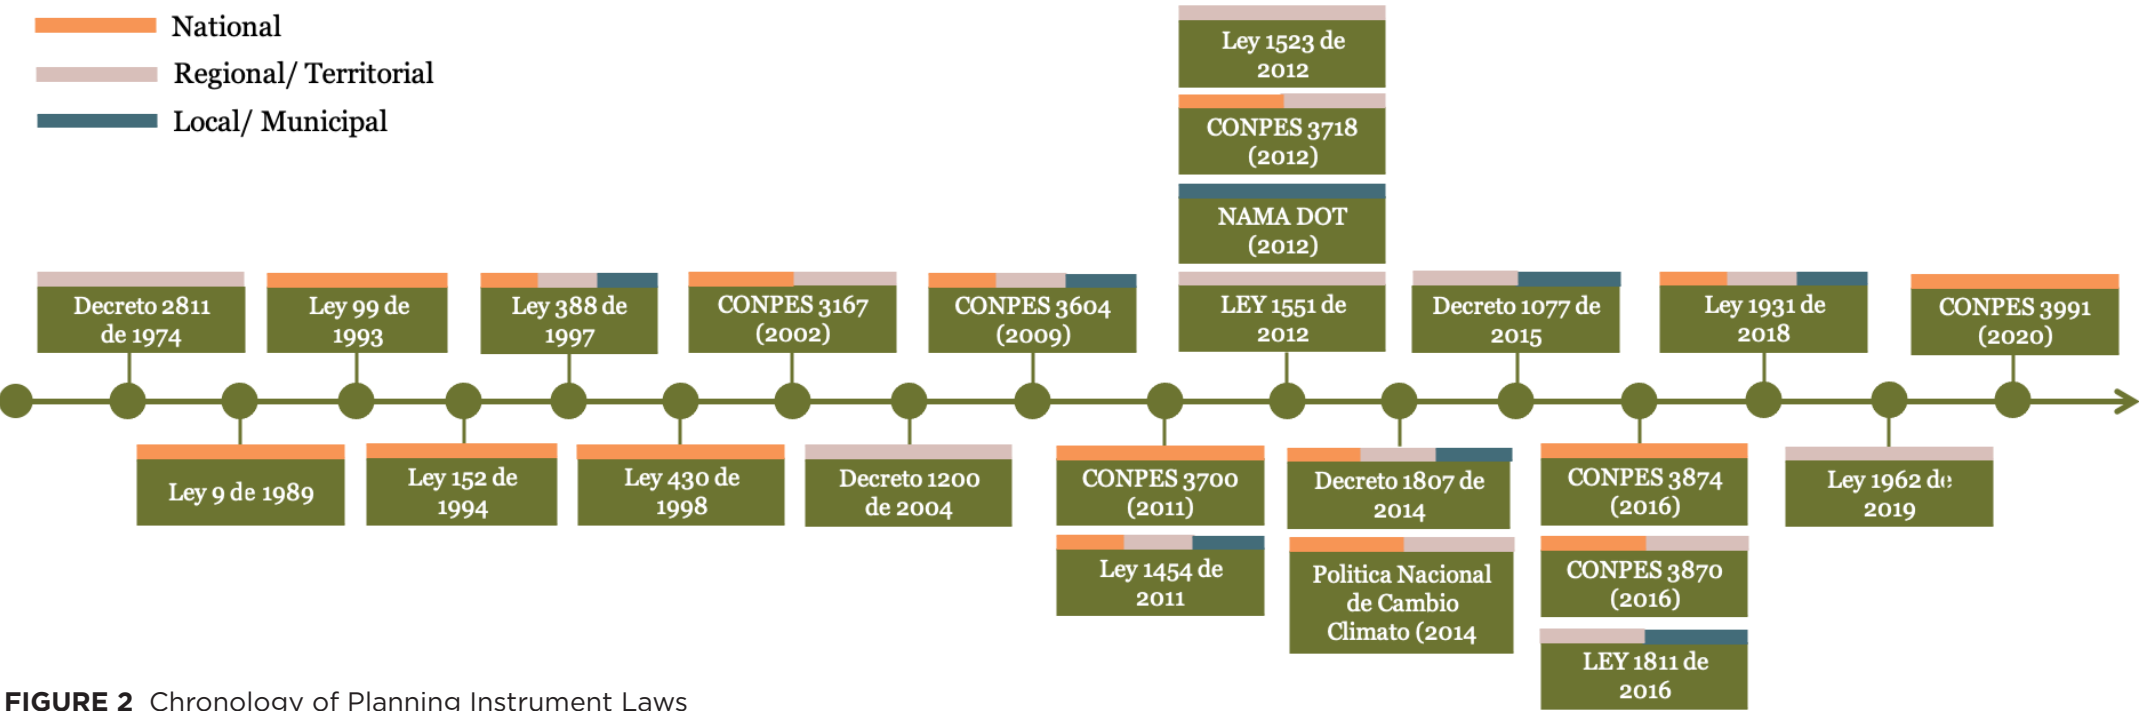 National
Regional/ Territorial
Local/ Municipal
Ley 1523 de
2012
CONPES 3718
(2012)
NAMA DOT
(2012)
Decreto 2811
de 1974
Ley 99 de
1993
Ley 388 de
1997
CONPES 3167
(2002)
CONPES 3604
(2009)
LEY 1551 de
2012
Decreto 1077 de
2015
Ley 1931 de
2018
CONPES 3991
(2020)
Ley 9 de 1989
Ley 152 de
1994
Ley 430 de
1998
Decreto 1200
de 2004
CONPES 3700
(2011)
Ley 1454 de
2011
Decreto 1807 de
2014
Politica Nacional
de Cambio
Climato (2014
CONPES 3874
(2016)
CONPES 3870
(2016)
LEY 1811 de
2016
Ley 1962 de
2019
FIGURE 2 Chronology of Planning Instrument Laws